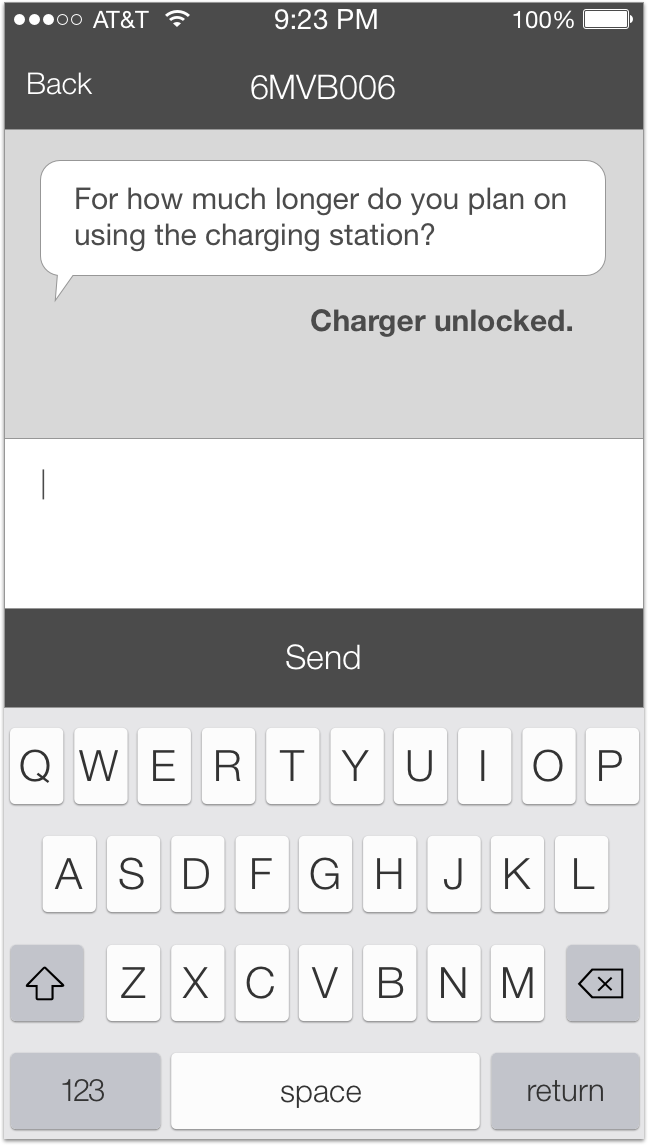 AT&T 9:23 PM 100%
Back 6MVB006
For how much longer do you plan on
using the charging station?
Charger unlocked.
Send
Q W E R T Y U I O P
A S D F G H J K L
Z X C V B N M
123 space return